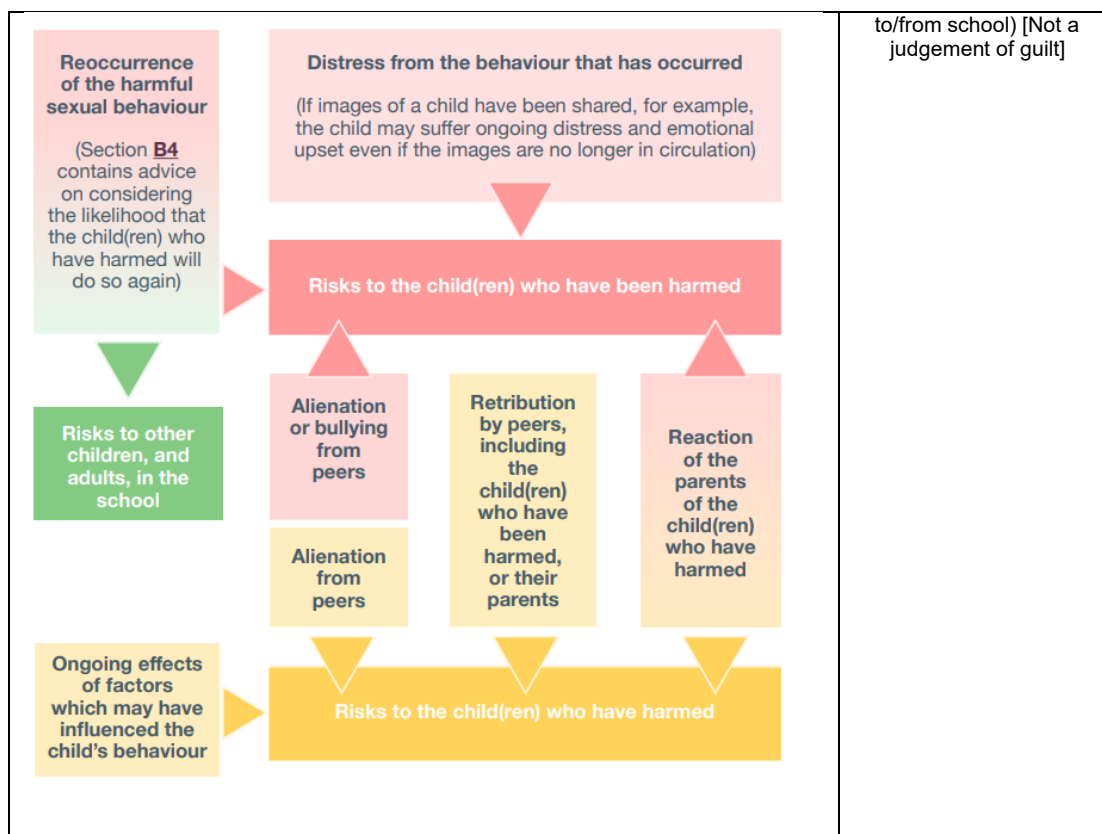 Reoccurrence
of the harmful
sexual behaviour
(Section B4
contains advice
on considering
the likelihood that
the child(ren) who
have harmed will
do so again)
Distress from the behaviour that has occurred
(If images of a child have been shared, for example,
the child may suffer ongoing distress and emotional
upset even if the images are no longer in circulation)
to/from school) [Not a
judgement of guilt]
Risks to the child(ren) who have been harmed
Risks to other
children, and
adults, in the
school
Alienation
or bullying
from
peers
Alienation
from
peers
Retribution
by peers,
including
the
child(ren)
who have
been
harmed,
or their
parents
Reaction
of the
parents
of the
child(ren)
who have
harmed
Ongoing effects
of factors
which may have
influenced the
child's behaviour
Risks to the child(ren) who have harmed